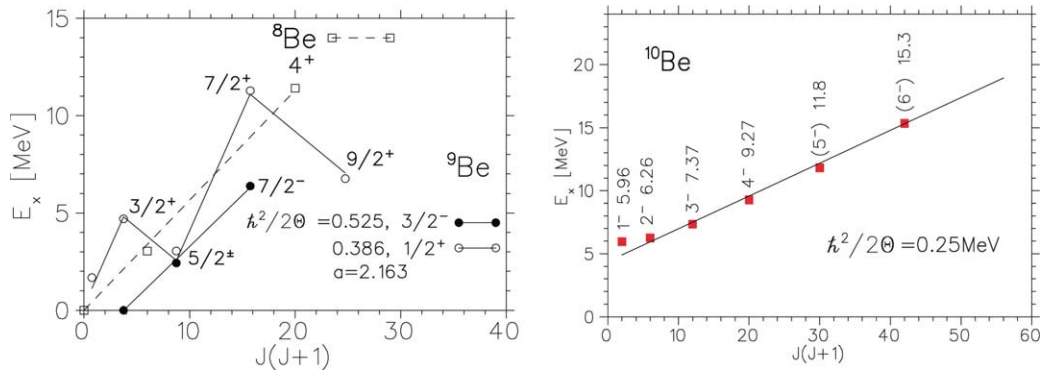 15
10
5
0
E_x [MeV]
⁸Be
4⁺
7/2⁺
9/2⁺
⁹Be
3/2⁺
7/2⁻
5/2^±
ħ²/2Θ =0.525, 3/2⁻
0.386, 1/2⁺
a=2.163
0 10 20 30 40
J(J+1)
20
15
10
5
0
E_x [MeV]
¹⁰Be
1⁻ 5.96
2⁻ 6.26
3⁻ 7.37
4⁻ 9.27
(5⁻) 11.8
(6⁻) 15.3
ħ²/2Θ =0.25MeV
0 10 20 30 40 50 60
J(J+1)